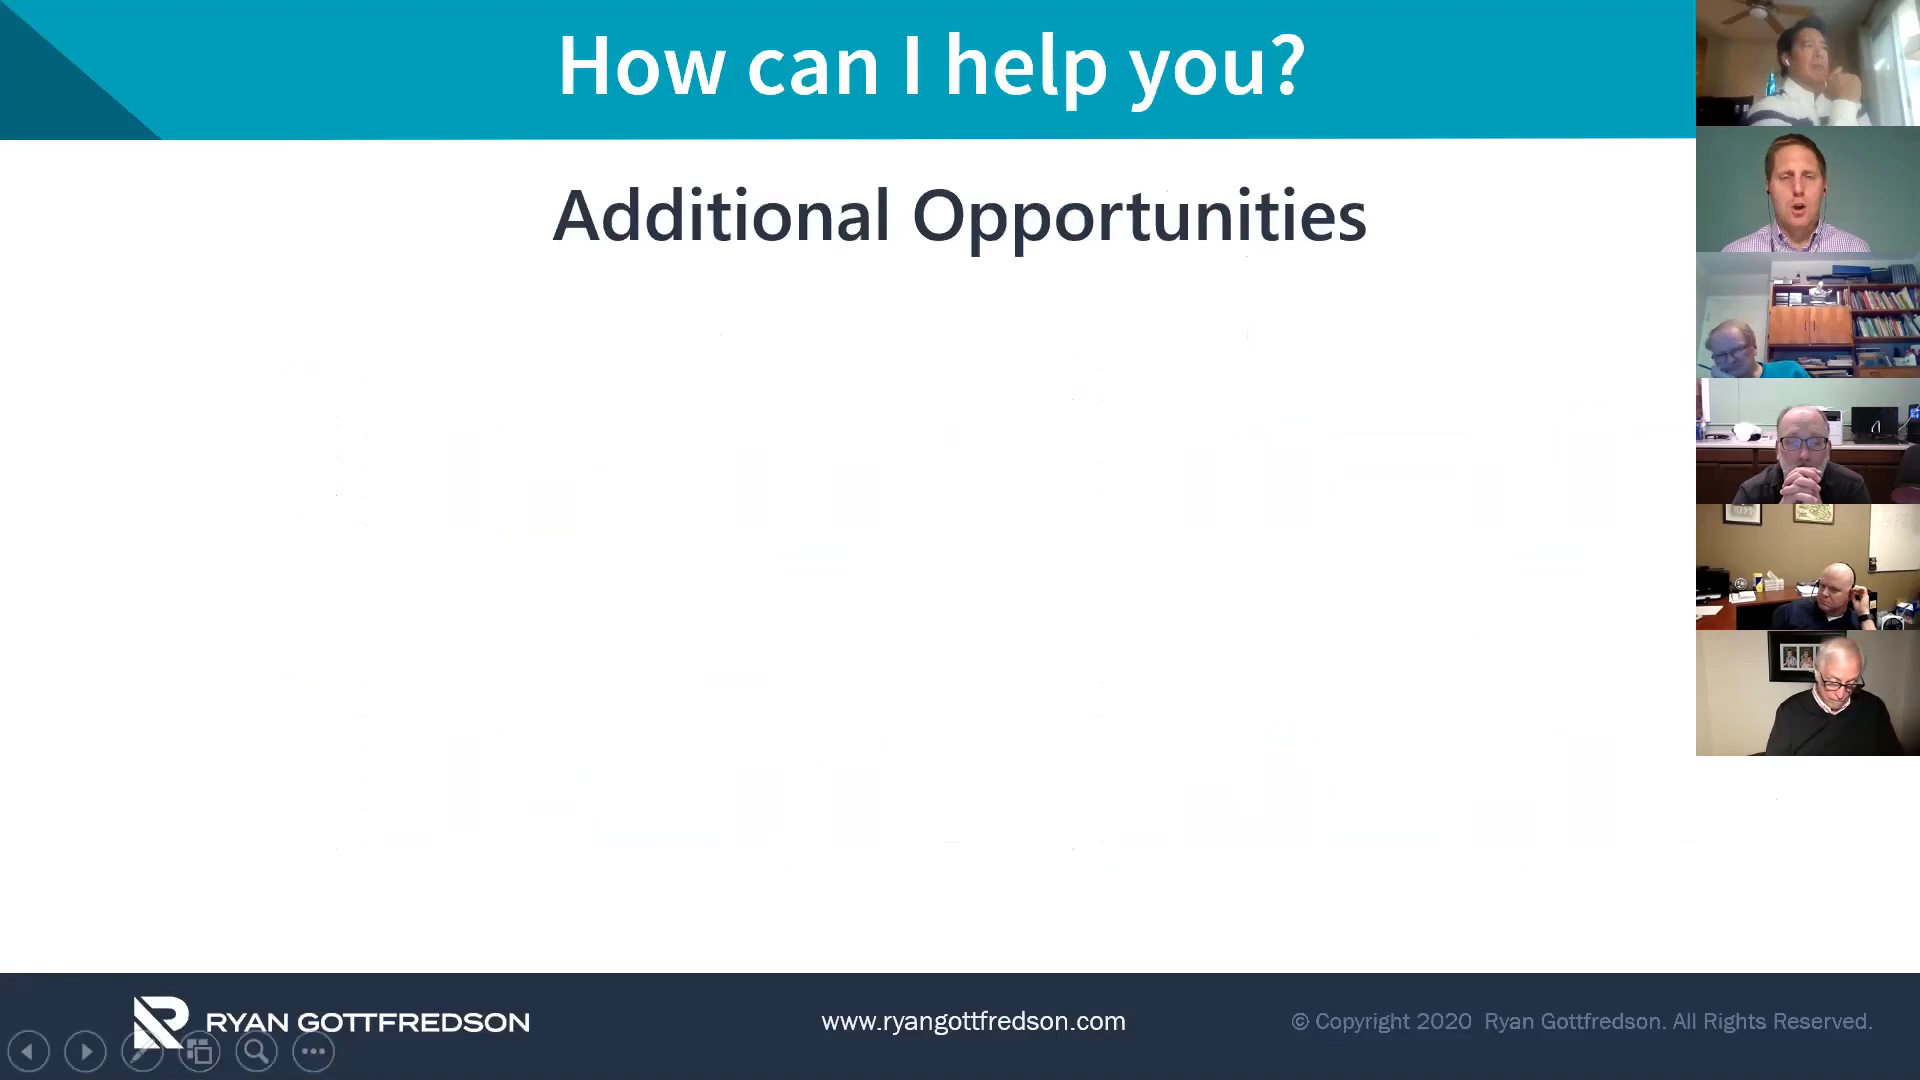 How can I help you?
Additional Opportunities
RYAN GOTTFREDSON
www.ryangottfredson.com
© Copyright 2020 Ryan Gottfredson. All Rights Reserved.